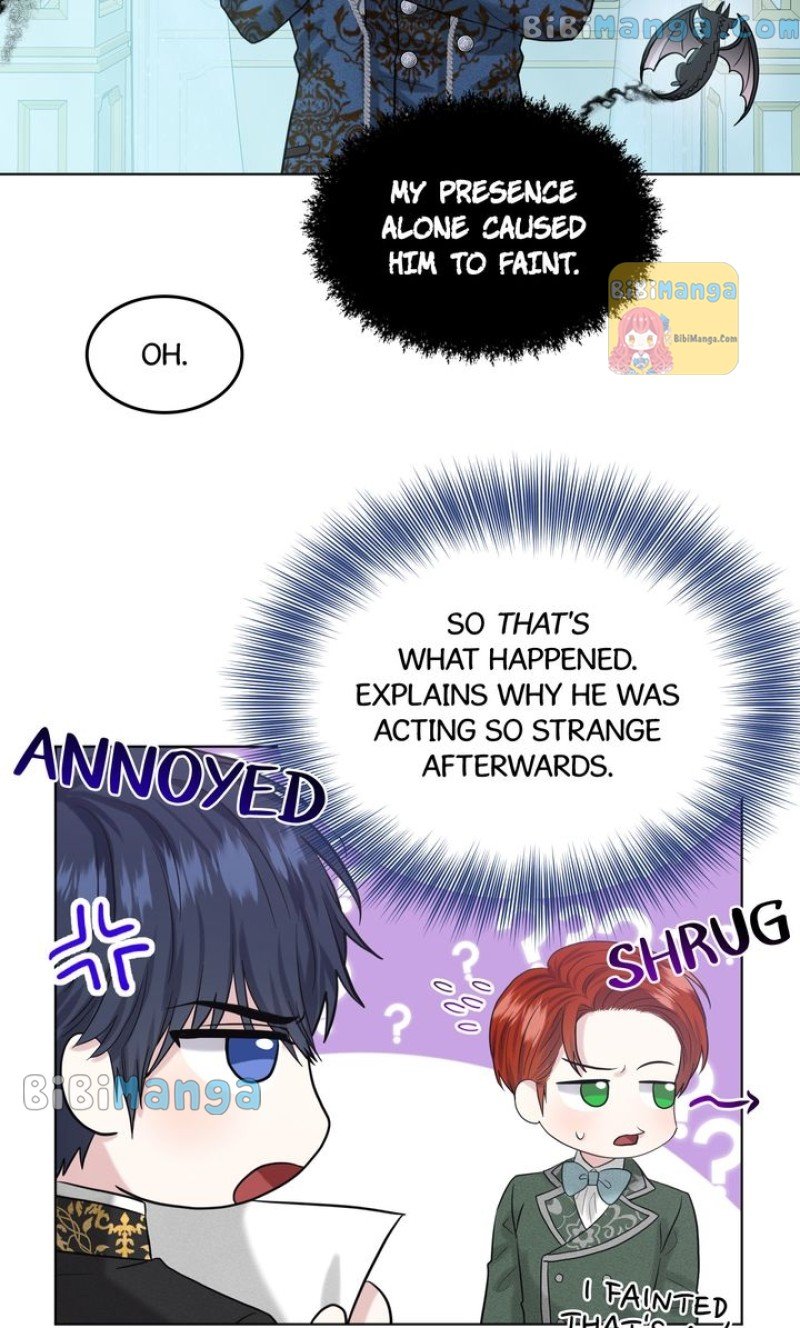 BiBiManga
MY PRESENCE
ALONE CAUSED
HIM TO FAINT.
BiBiManga
BibiManga.Com
OH.
SO THAT'S
WHAT HAPPENED.
EXPLAINS WHY HE WAS
ACTING SO STRANGE
AFTERWARDS.
ANNOYED
SHRUG
? ? ? ! ? ?
BiBiManga
I FAINTED
THAT'S